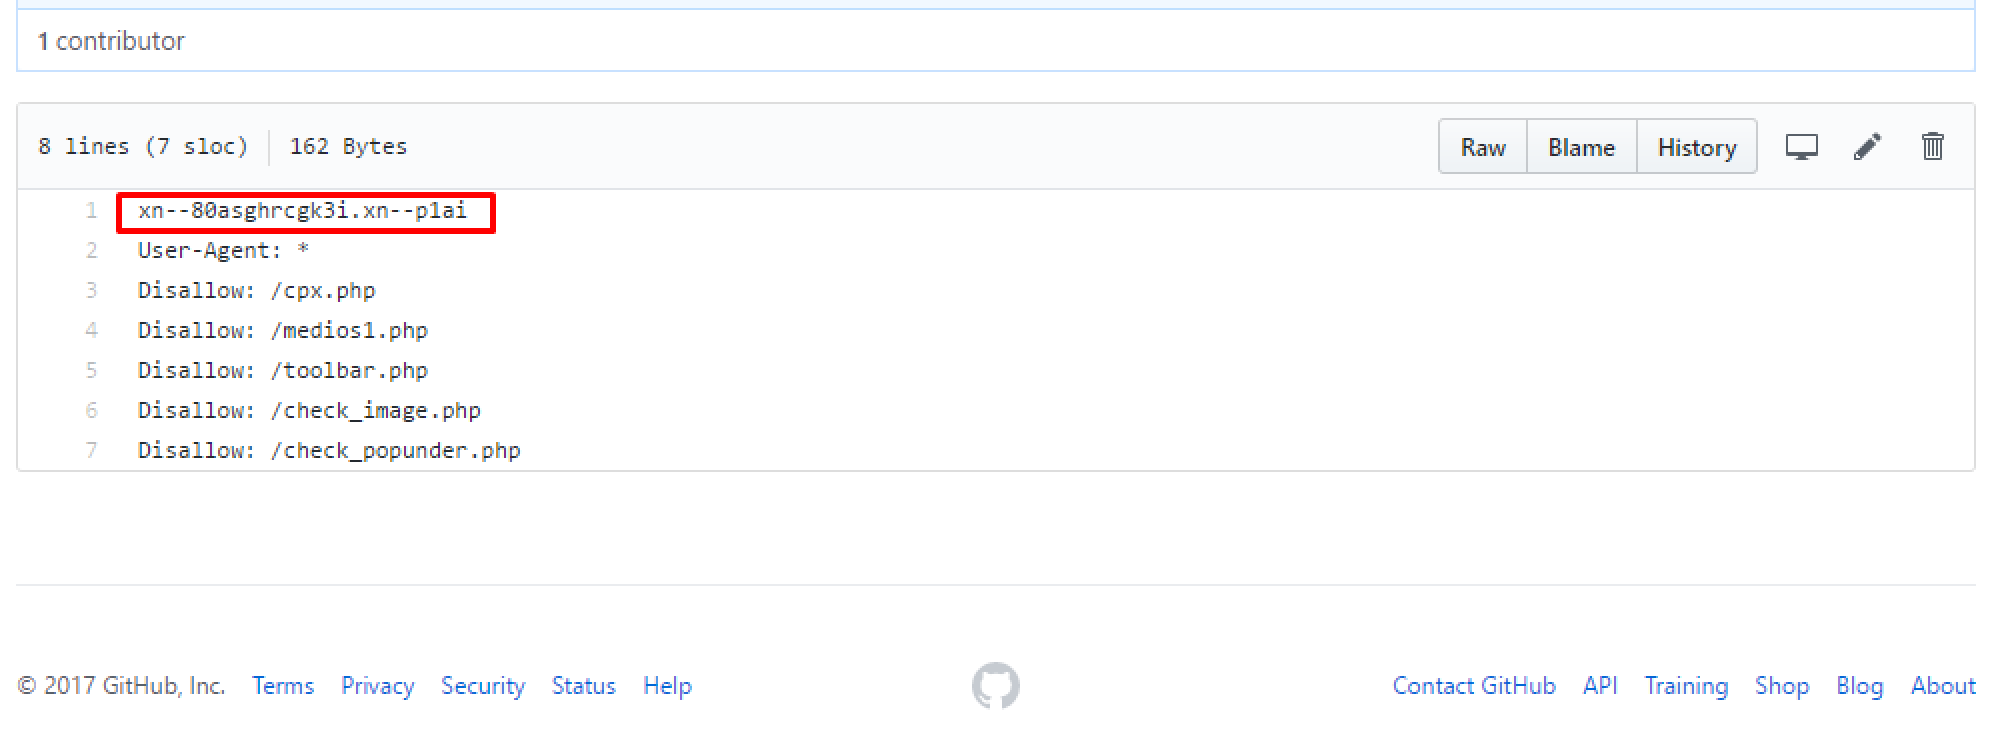 1 contributor
8 lines (7 sloc) 162 Bytes Raw Blame History
1 xn--80asghrcgk3i.xn--p1ai
2 User-Agent: *
3 Disallow: /cpx.php
4 Disallow: /medios1.php
5 Disallow: /toolbar.php
6 Disallow: /check_image.php
7 Disallow: /check_popunder.php
© 2017 GitHub, Inc. Terms Privacy Security Status Help Contact GitHub API Training Shop Blog About